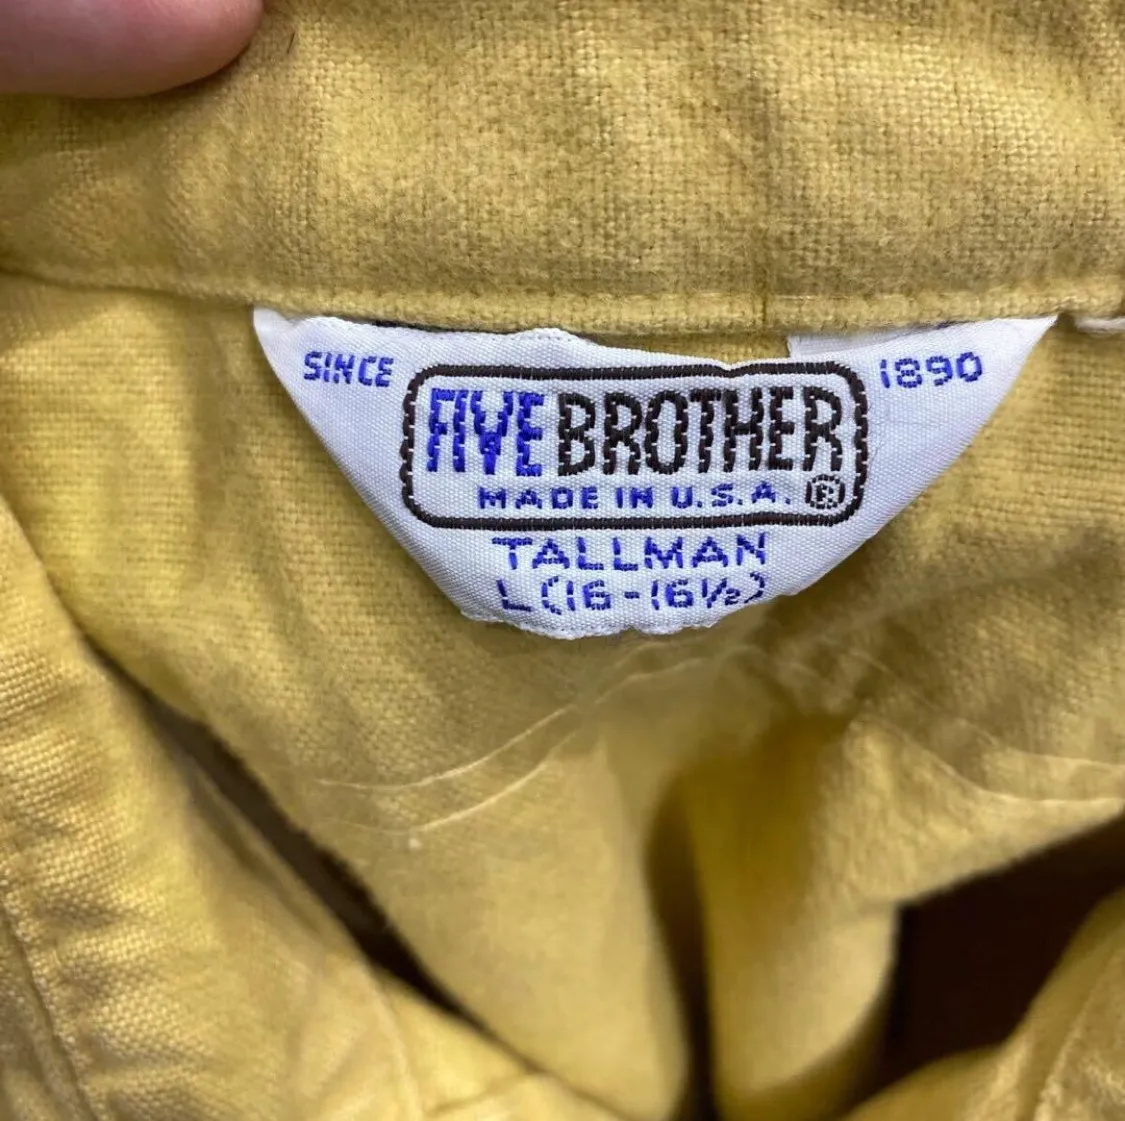 SINCE 1890
FIVE BROTHER
MADE IN U.S.A. ®
TALLMAN
L (16-16½)